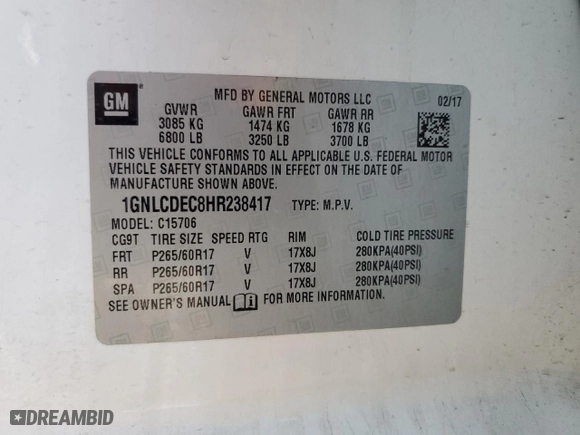 GM
MFD BY GENERAL MOTORS LLC 02/17
GVWR GAWR FRT GAWR RR
3085 KG 1474 KG 1678 KG
6800 LB 3250 LB 3700 LB
THIS VEHICLE CONFORMS TO ALL APPLICABLE U.S. FEDERAL MOTOR
VEHICLE SAFETY STANDARDS IN EFFECT ON THE DATE OF
MANUFACTURE SHOWN ABOVE.
1GNLCDEC8HR238417 TYPE: M.P.V.
MODEL: C15706
CG9T TIRE SIZE SPEED RTG RIM COLD TIRE PRESSURE
FRT P265/60R17 V 17X8J 280KPA(40PSI)
RR P265/60R17 V 17X8J 280KPA(40PSI)
SPA P265/60R17 V 17X8J 280KPA(40PSI)
SEE OWNER'S MANUAL FOR MORE INFORMATION.
DREAMBID